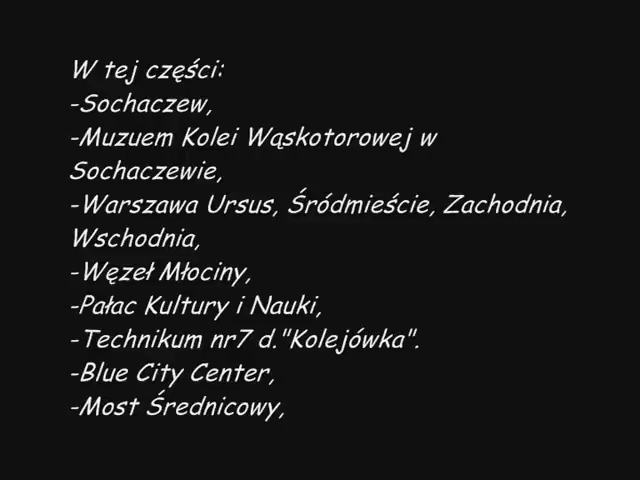 W tej części:
-Sochaczew,
-Muzuem Kolei Wąskotorowej w
Sochaczewie,
-Warszawa Ursus, Śródmieście, Zachodnia,
Wschodnia,
-Węzeł Młociny,
-Pałac Kultury i Nauki,
-Technikum nr7 d."Kolejówka".
-Blue City Center,
-Most Średnicowy,